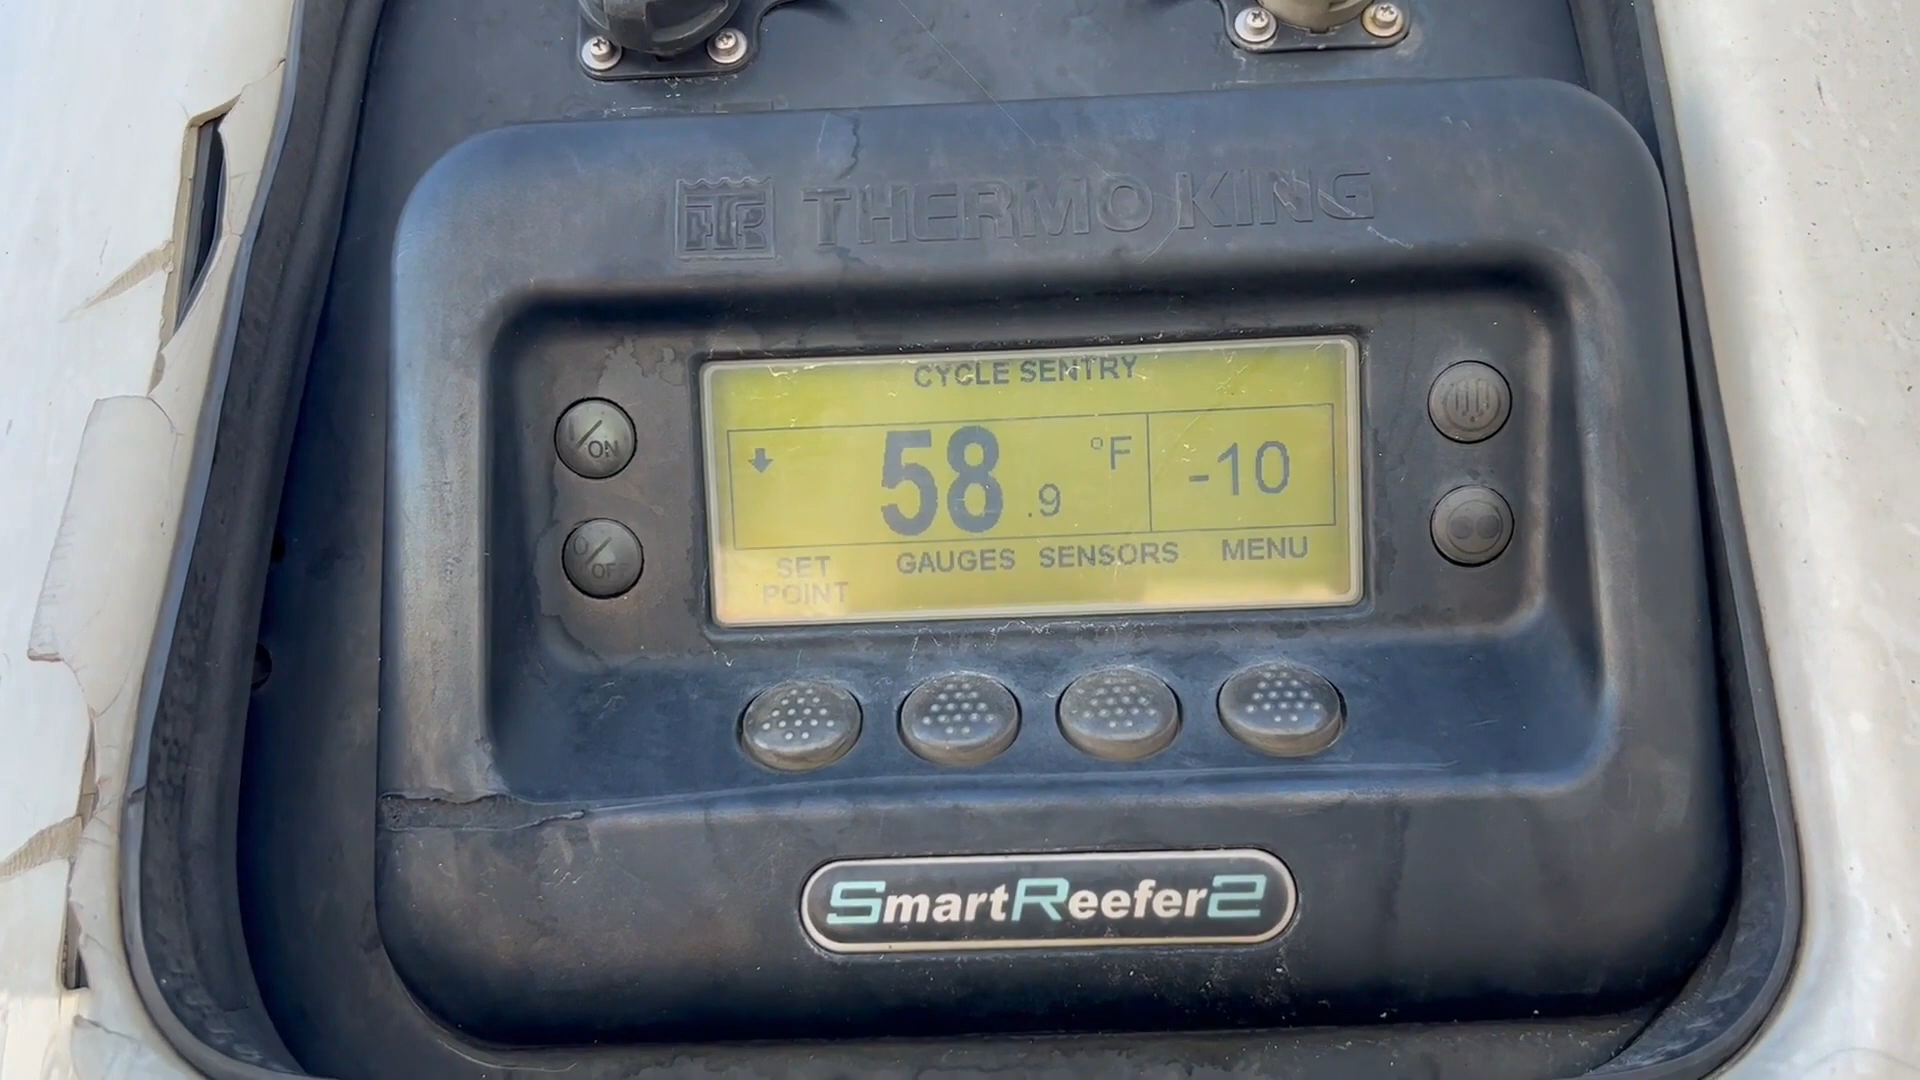 THERMO KING
CYCLE SENTRY
I/ON
58.9 °F
-10
O/OFF
SET POINT
GAUGES
SENSORS
MENU
SmartReefer2